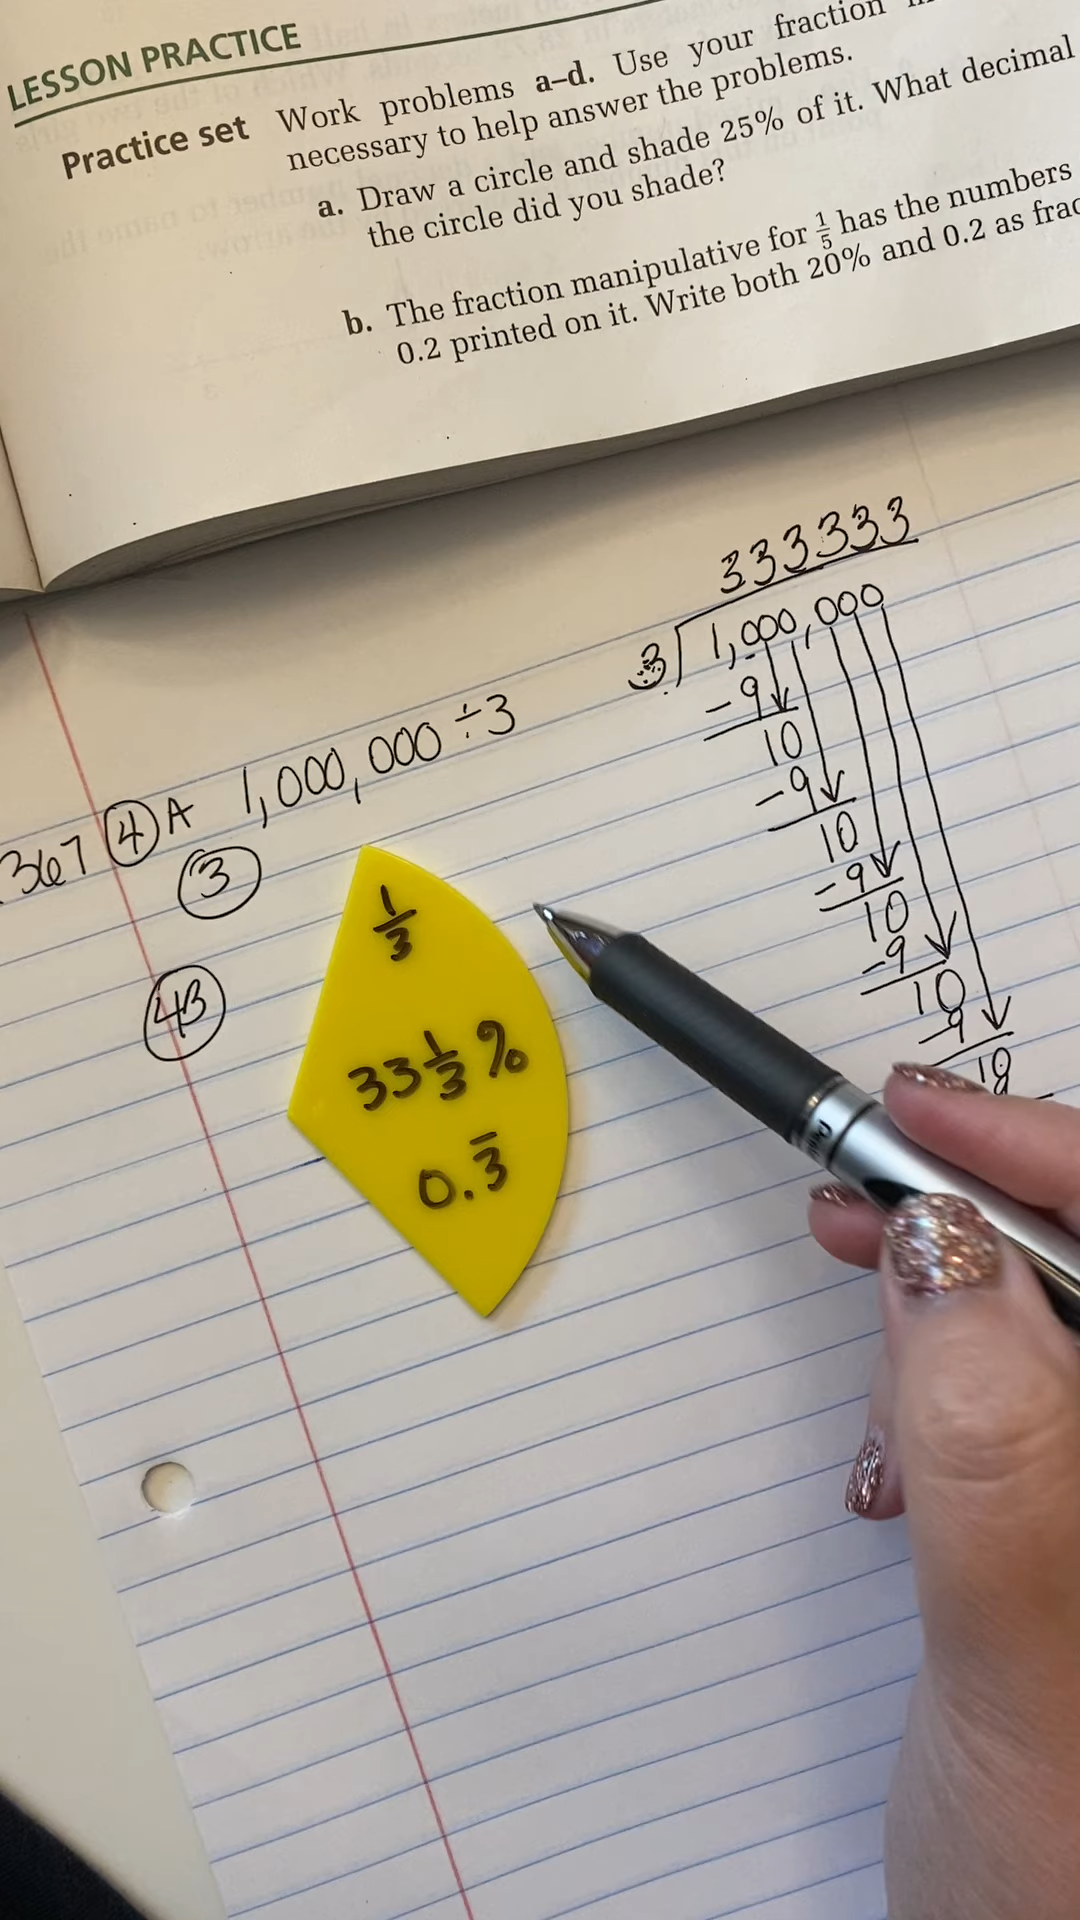 LESSON PRACTICE
Practice set Work problems a–d. Use your fraction
necessary to help answer the problems.
a. Draw a circle and shade 25% of it. What decimal
the circle did you shade?
b. The fraction manipulative for 1/5 has the numbers
0.2 printed on it. Write both 20% and 0.2 as frac
333333
3 1,000,000
-9
10
-9
10
-9
10
-9
10
-9
10
367 4 A 1,000,000 ÷ 3
3
4B
1/3
33 1/3 %
0.3̅